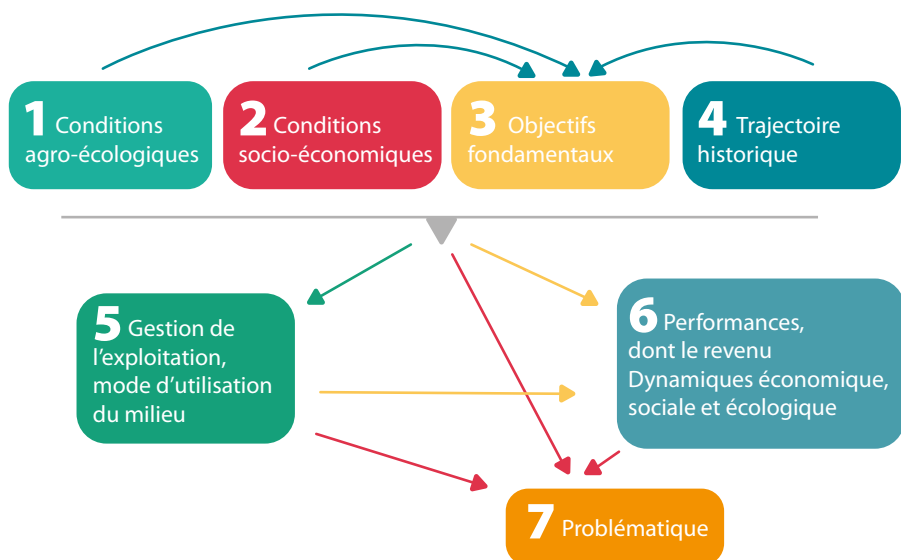 1 Conditions
agro-écologiques
2 Conditions
socio-économiques
3 Objectifs
fondamentaux
4 Trajectoire
historique
5 Gestion de
l’exploitation,
mode d’utilisation
du milieu
6 Performances,
dont le revenu
Dynamiques économique,
sociale et écologique
7 Problématique